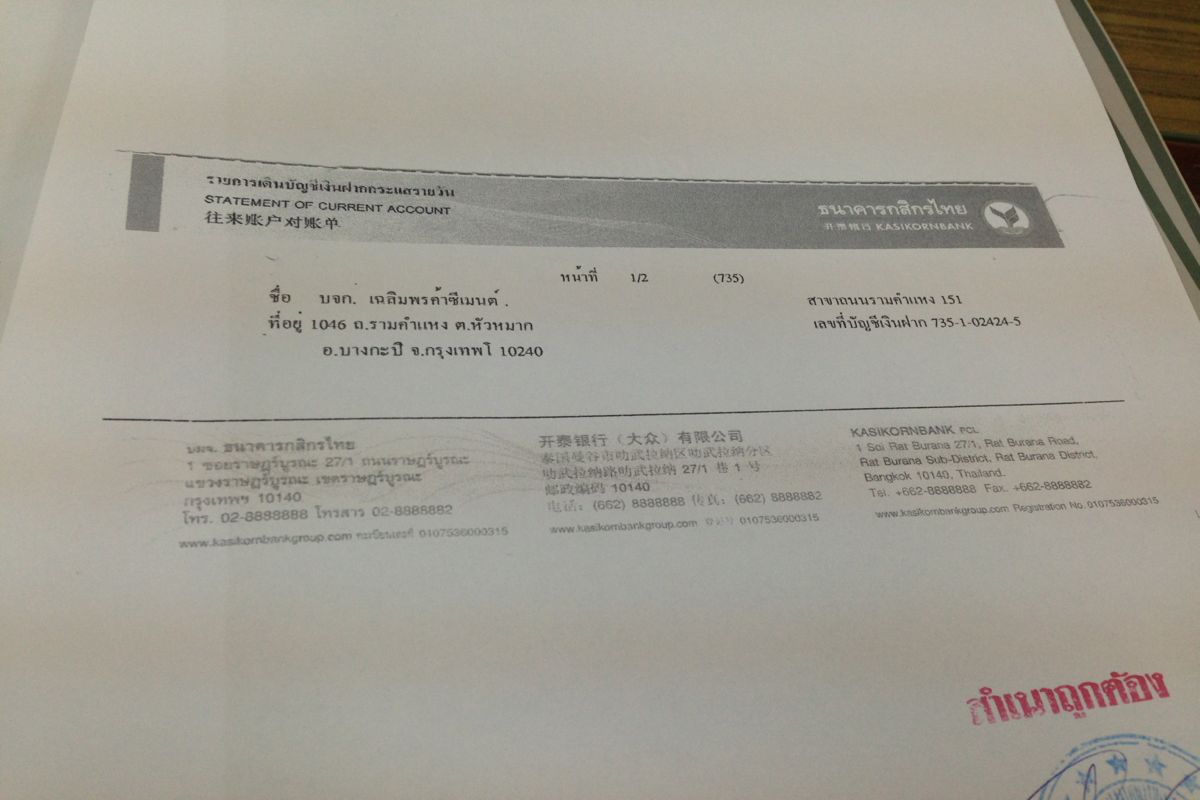 รายการเดินบัญชีเงินฝากกระแสรายวัน
STATEMENT OF CURRENT ACCOUNT
往来账户对账单
ธนาคารกสิกรไทย
开泰银行 KASIKORNBANK
หน้าที่ 1/2 (735)
ชื่อ บจก. เฉลิมพรค้าซีเมนต์ .
ที่อยู่ 1046 ถ.รามคำแหง ต.หัวหมาก
อ.บางกะปิ จ.กรุงเทพฯ 10240
สาขาถนนรามคำแหง 151
เลขที่บัญชีเงินฝาก 735-1-02424-5
บมจ. ธนาคารกสิกรไทย
1 ซอยราษฎร์บูรณะ 27/1 ถนนราษฎร์บูรณะ
แขวงราษฎร์บูรณะ เขตราษฎร์บูรณะ
กรุงเทพฯ 10140
โทร. 02-8888888 โทรสาร 02-8888882
www.kasikornbankgroup.com ทะเบียนเลขที่ 0107536000315
开泰银行（大众）有限公司
泰国曼谷市叻武拉纳区叻武拉纳分区
叻武拉纳路叻武拉纳 27/1 巷 1 号
邮政编码 10140
电话: (662) 8888888 传真: (662) 8888882
www.kasikornbankgroup.com 登记号 0107536000315
KASIKORNBANK PCL
1 Soi Rat Burana 27/1, Rat Burana Road,
Rat Burana Sub-District, Rat Burana District,
Bangkok 10140, Thailand.
Tel. +662-8888888 Fax. +662-8888882
www.kasikornbankgroup.com Registration No. 0107536000315
สำเนาถูกต้อง